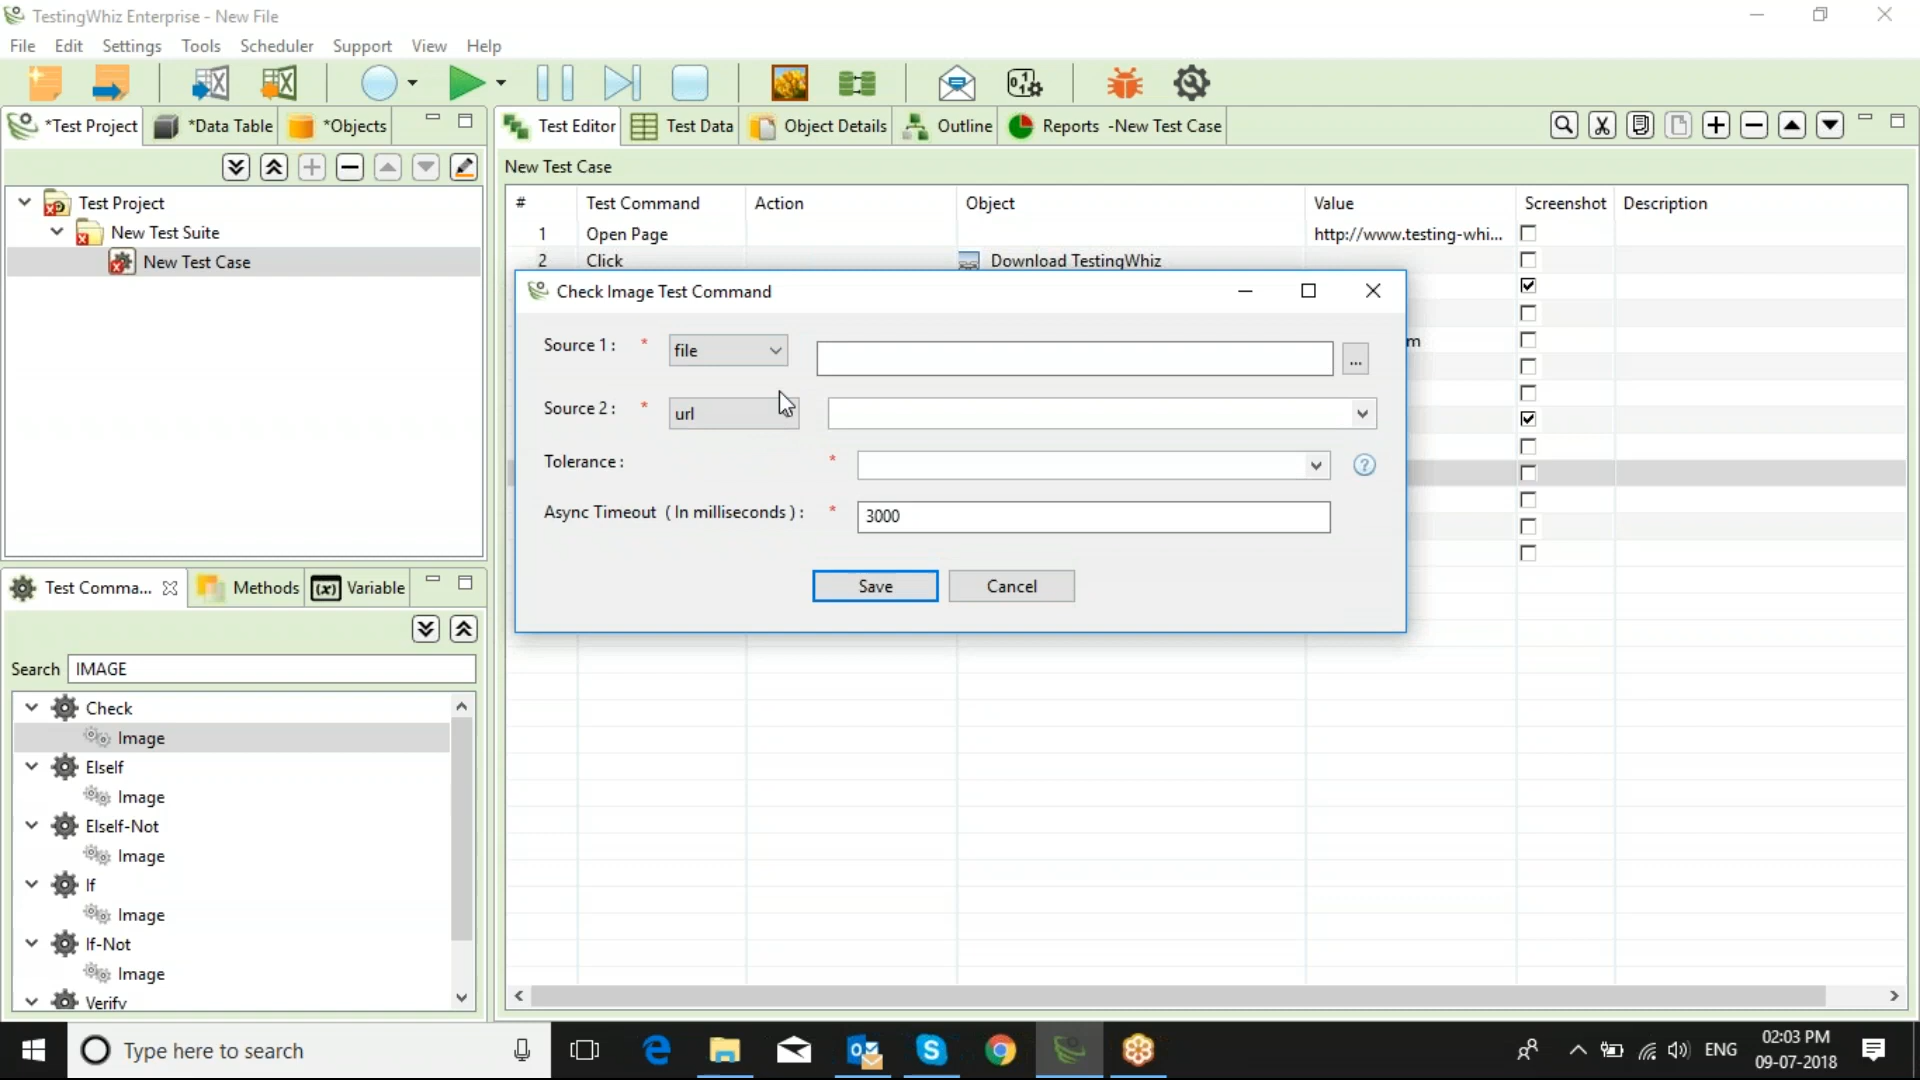 TestingWhiz Enterprise - New File
File Edit Settings Tools Scheduler Support View Help
*Test Project *Data Table *Objects
Test Editor Test Data Object Details Outline Reports -New Test Case
New Test Case
Test Project
New Test Suite
New Test Case
# Test Command Action Object Value Screenshot Description
1 Open Page http://www.testing-whi...
2 Click Download TestingWhiz
m
Check Image Test Command
Source 1 : * file ...
Source 2 : * url
Tolerance : * ?
Async Timeout ( In milliseconds ) : * 3000
Save Cancel
Test Comma... (x) Methods Variable
Search IMAGE
Check
Image
ElseIf
Image
ElseIf-Not
Image
If
Image
If-Not
Image
Verify
Type here to search
ENG
02:03 PM
09-07-2018